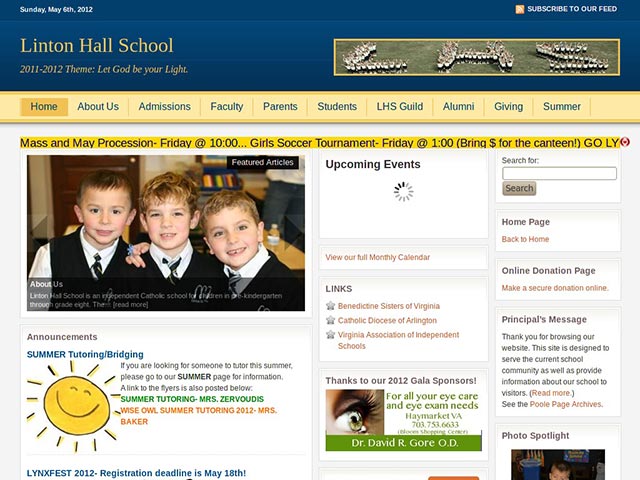 Sunday, May 6th, 2012
SUBSCRIBE TO OUR FEED
Linton Hall School
2011-2012 Theme: Let God be your Light.
LHS
Home
About Us
Admissions
Faculty
Parents
Students
LHS Guild
Alumni
Giving
Summer
Mass and May Procession- Friday @ 10:00... Girls Soccer Tournament- Friday @ 1:00 (Bring $ for the canteen!) GO LY
Featured Articles
About Us
Linton Hall School is an independent Catholic school for children in pre-kindergarten
through grade eight. The... [read more]
Announcements
SUMMER Tutoring/Bridging
If you are looking for someone to tutor this summer,
please go to our SUMMER page for information.
A link to the flyers is also posted below:
SUMMER TUTORING- MRS. ZERVOUDIS
WISE OWL SUMMER TUTORING 2012- MRS.
BAKER
LYNXFEST 2012- Registration deadline is May 18th!
Upcoming Events
View our full Monthly Calendar
LINKS
Benedictine Sisters of Virginia
Catholic Diocese of Arlington
Virginia Association of Independent
Schools
Thanks to our 2012 Gala Sponsors!
For all your eye care
and eye exam needs
Haymarket VA
703.753.6633
(Bloom Shopping Center)
Dr. David R. Gore O.D.
Search for:
Search
Home Page
Back to Home
Online Donation Page
Make a secure donation online.
Principal's Message
Thank you for browsing our
website. This site is designed to
serve the current school
community as well as provide
information about our school to
visitors. (Read more.)
See the Poole Page Archives.
Photo Spotlight